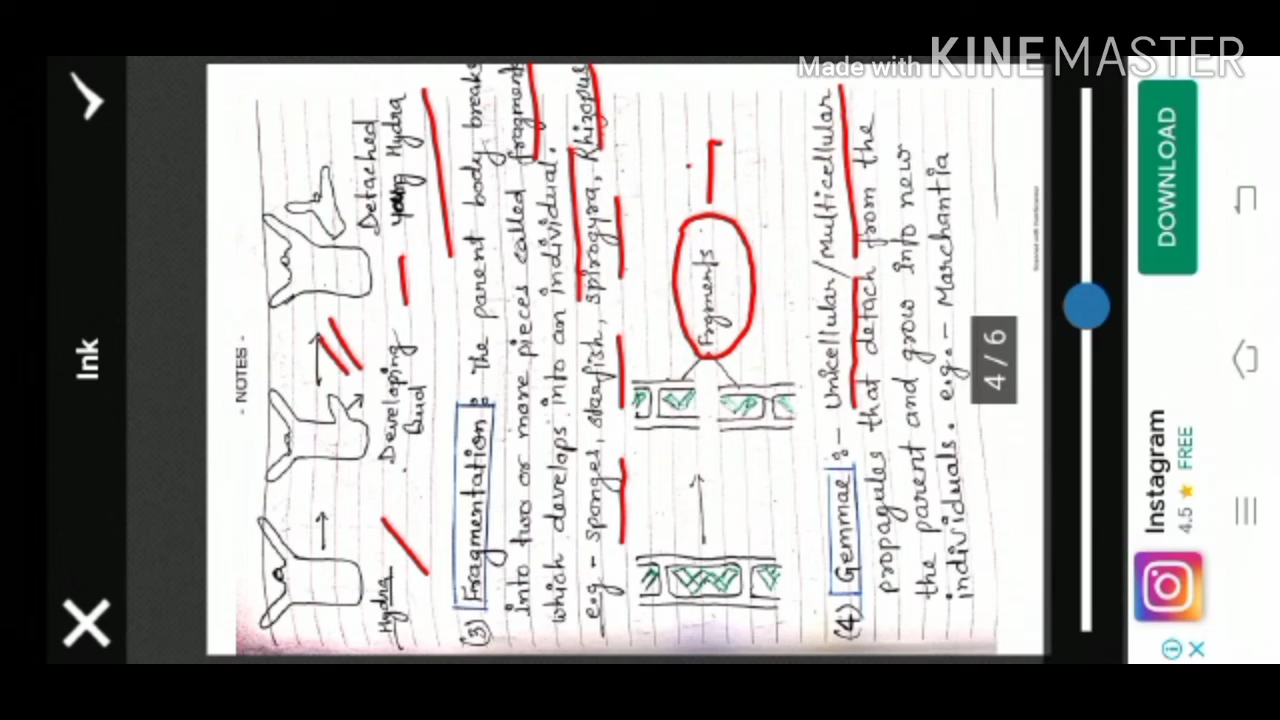 Made with KINEMASTER
Ink
- NOTES -
Hydra
Developing
Bud
Detached
young Hydra
(3) Fragmentation : The parent body breaks
into two or more pieces called fragments
which develops into an individual.
e.g - sponges, starfish, spirogyra, Rhizopus
Fragments
(4) Gemmae :- Unicellular/Multicellular
propagules that detach from the
the parent and grow into new
individuals. e.g. - Marchantia
4 / 6
Instagram
4.5 ★ FREE
DOWNLOAD